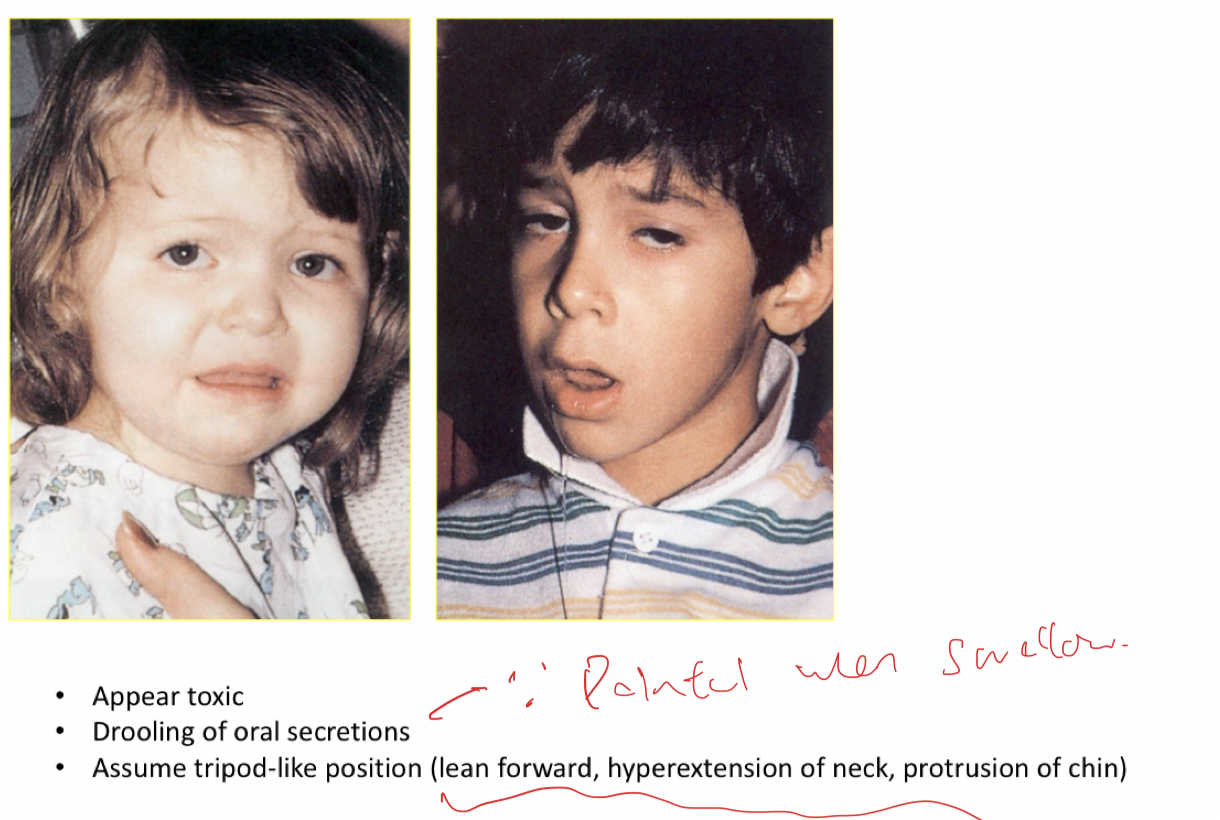 ∵ Painful when swallow.
• Appear toxic
• Drooling of oral secretions
• Assume tripod-like position (lean forward, hyperextension of neck, protrusion of chin)